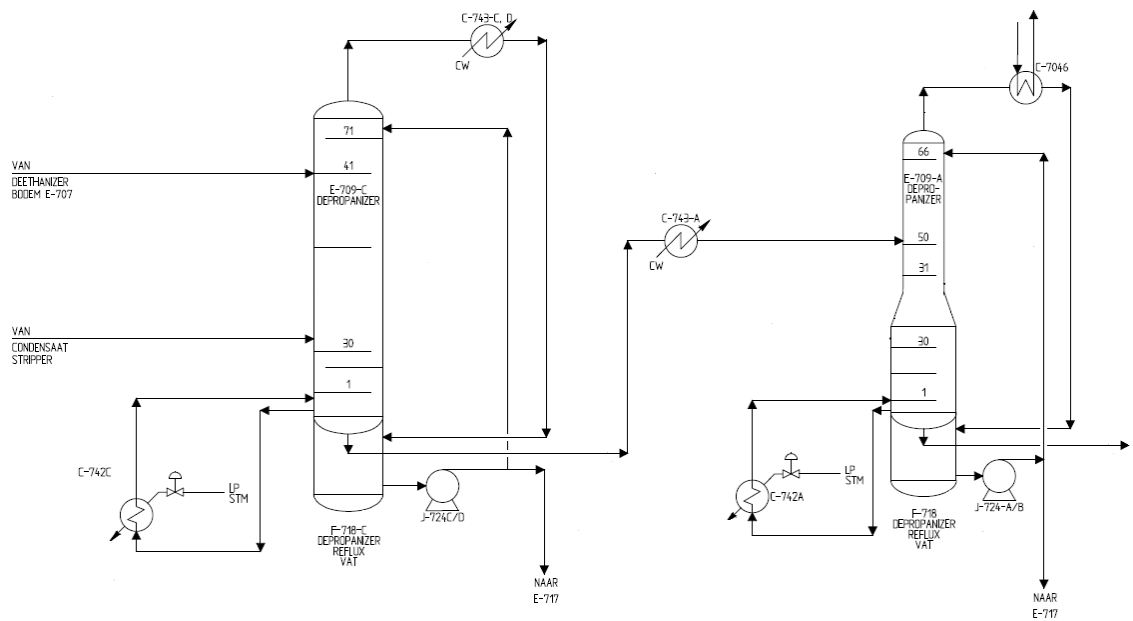 C-743-C, D
CW
C-7046
71
41
E-709-C
DEPROPANIZER
VAN
DEETHANIZER
BODEM E-707
66
E-709-A
DEPRO-
PANIZER
C-743-A
CW
50
31
VAN
CONDENSAAT
STRIPPER
30
1
30
1
C-742C
LP
STM
J-724C/D
F-718-C
DEPROPANIZER
REFLUX
VAT
NAAR
E-717
C-742A
LP
STM
J-724-A/B
F-718
DEPROPANIZER
REFLUX
VAT
NAAR
E-717